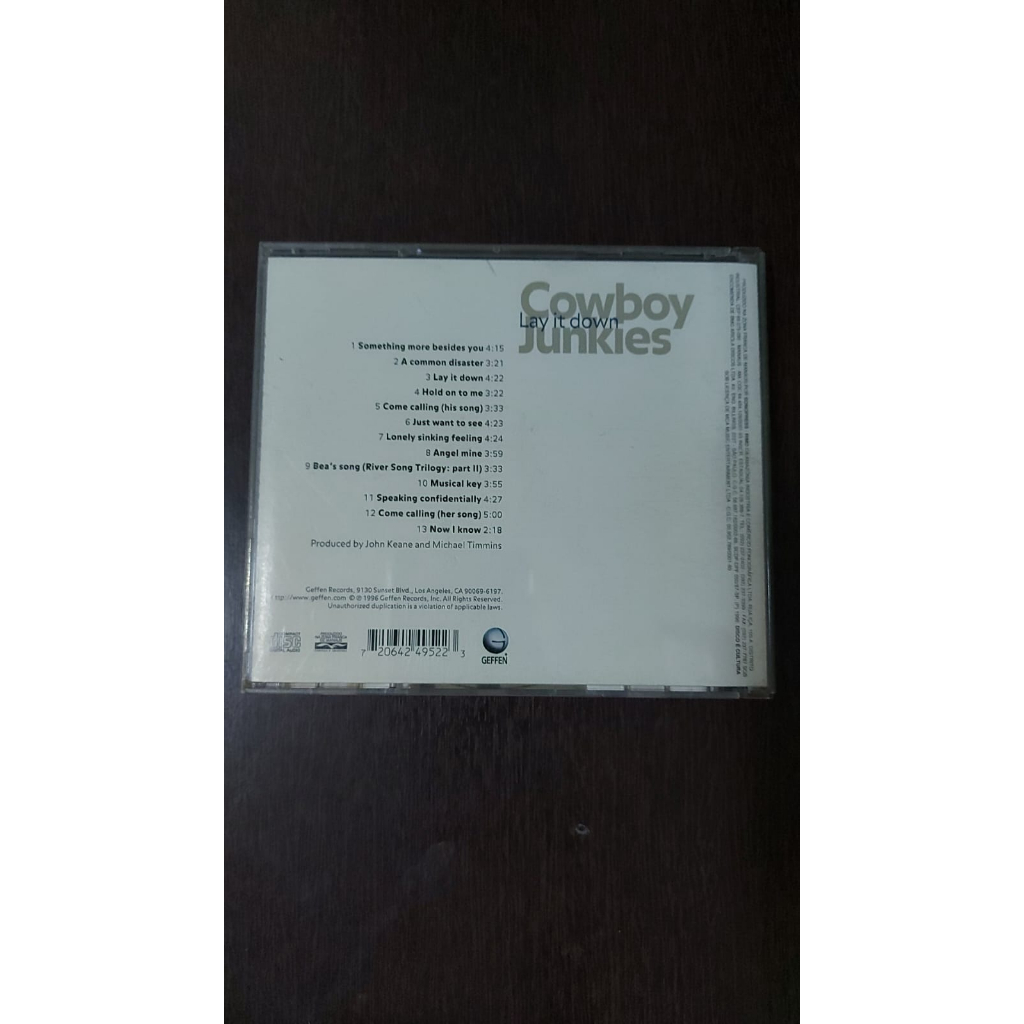 Cowboy
Lay it down
Junkies
1 Something more besides you 4:15
2 A common disaster 3:21
3 Lay it down 4:22
4 Hold on to me 3:22
5 Come calling (his song) 3:33
6 Just want to see 4:23
7 Lonely sinking feeling 4:24
8 Angel mine 3:59
9 Bea's song (River Song Trilogy: part II) 3:33
10 Musical key 3:55
11 Speaking confidentially 4:27
12 Come calling (her song) 5:00
13 Now I know 2:18
Produced by John Keane and Michael Timmins
Geffen Records, 9130 Sunset Blvd., Los Angeles, CA 90069-6197.
://www.geffen.com © ℗ 1996 Geffen Records, Inc. All Rights Reserved.
Unauthorized duplication is a violation of applicable laws.
7 20642 49522 3
GEFFEN
DISCO É CULTURA